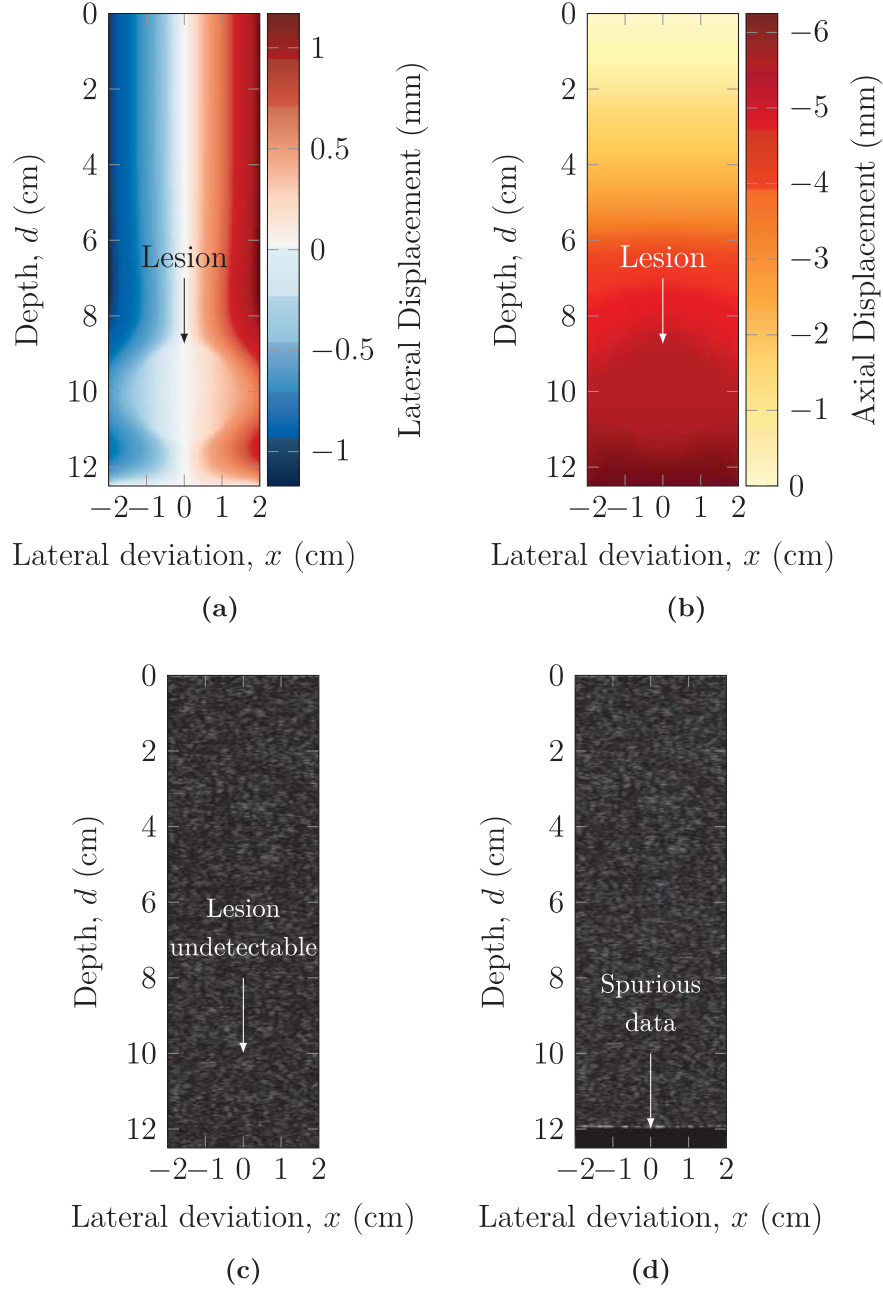 0
2
4
6
8
10
12
Depth, d (cm)
Lesion
−2−1 0 1 2
Lateral deviation, x (cm)
1
0.5
0
−0.5
−1
Lateral Displacement (mm)
(a)
0
2
4
6
8
10
12
Depth, d (cm)
Lesion
−2−1 0 1 2
Lateral deviation, x (cm)
−6
−5
−4
−3
−2
−1
0
Axial Displacement (mm)
(b)
0
2
4
6
8
10
12
Depth, d (cm)
Lesion
undetectable
−2−1 0 1 2
Lateral deviation, x (cm)
(c)
0
2
4
6
8
10
12
Depth, d (cm)
Spurious
data
−2−1 0 1 2
Lateral deviation, x (cm)
(d)